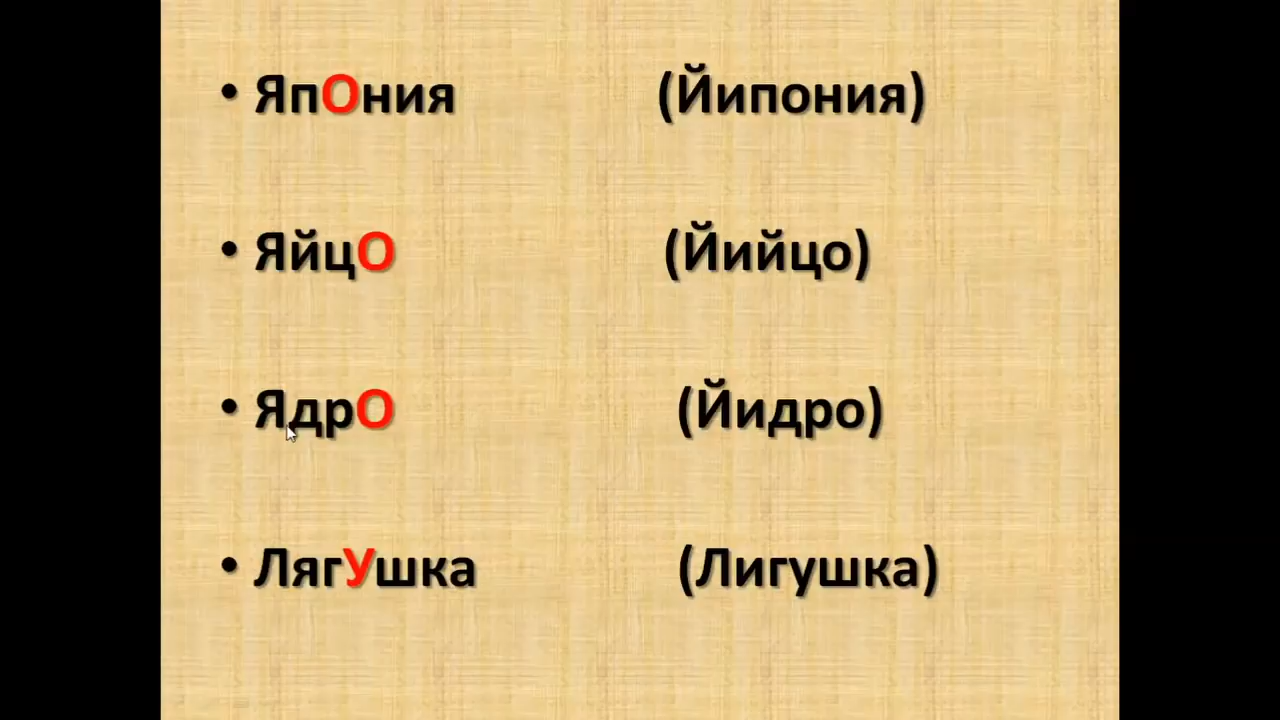 • ЯпОния (Йипония)
• ЯйцО (Йийцо)
• ЯдрО (Йидро)
• ЛягУшка (Лигушка)